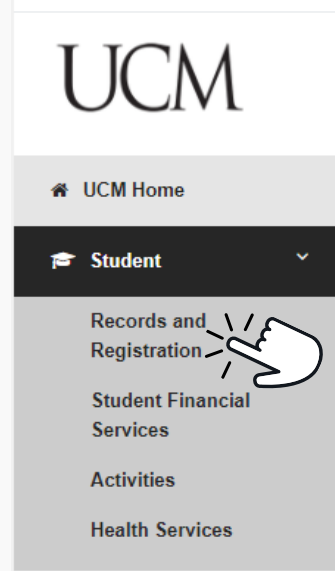 UCM
UCM Home
Student
Records and
Registration
Student Financial
Services
Activities
Health Services